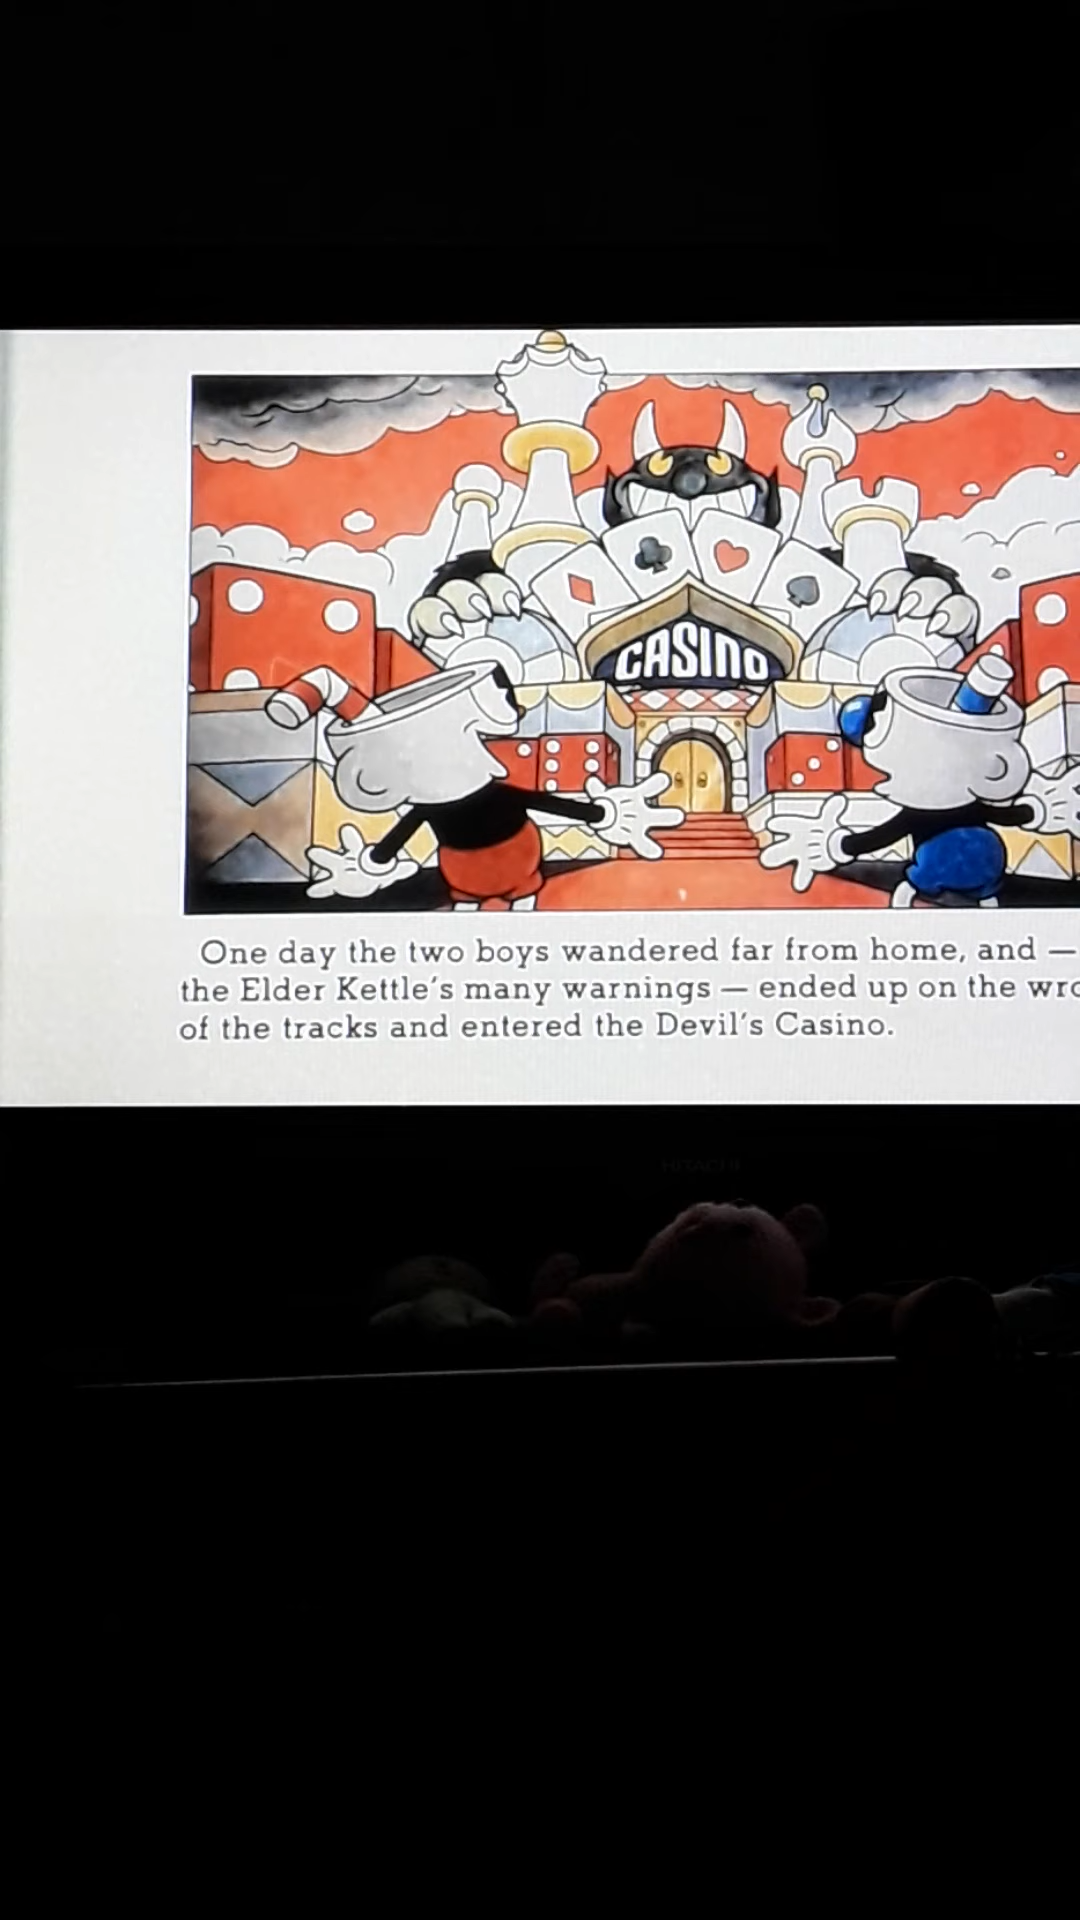 CASINO
One day the two boys wandered far from home, and —
the Elder Kettle's many warnings — ended up on the
of the tracks and entered the Devil's Casino.
HITACHI